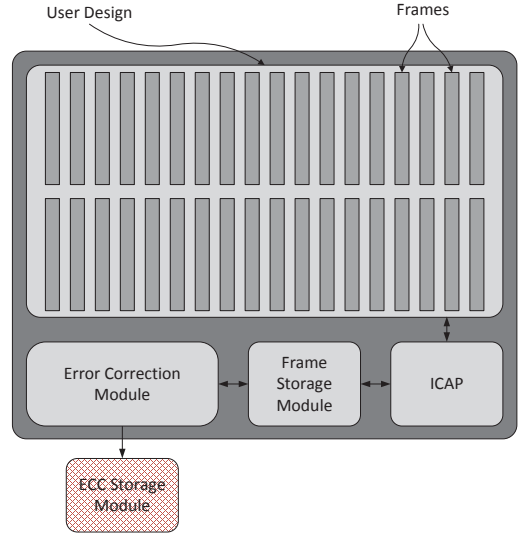 User Design
Frames
Error Correction
Module
Frame
Storage
Module
ICAP
ECC Storage
Module